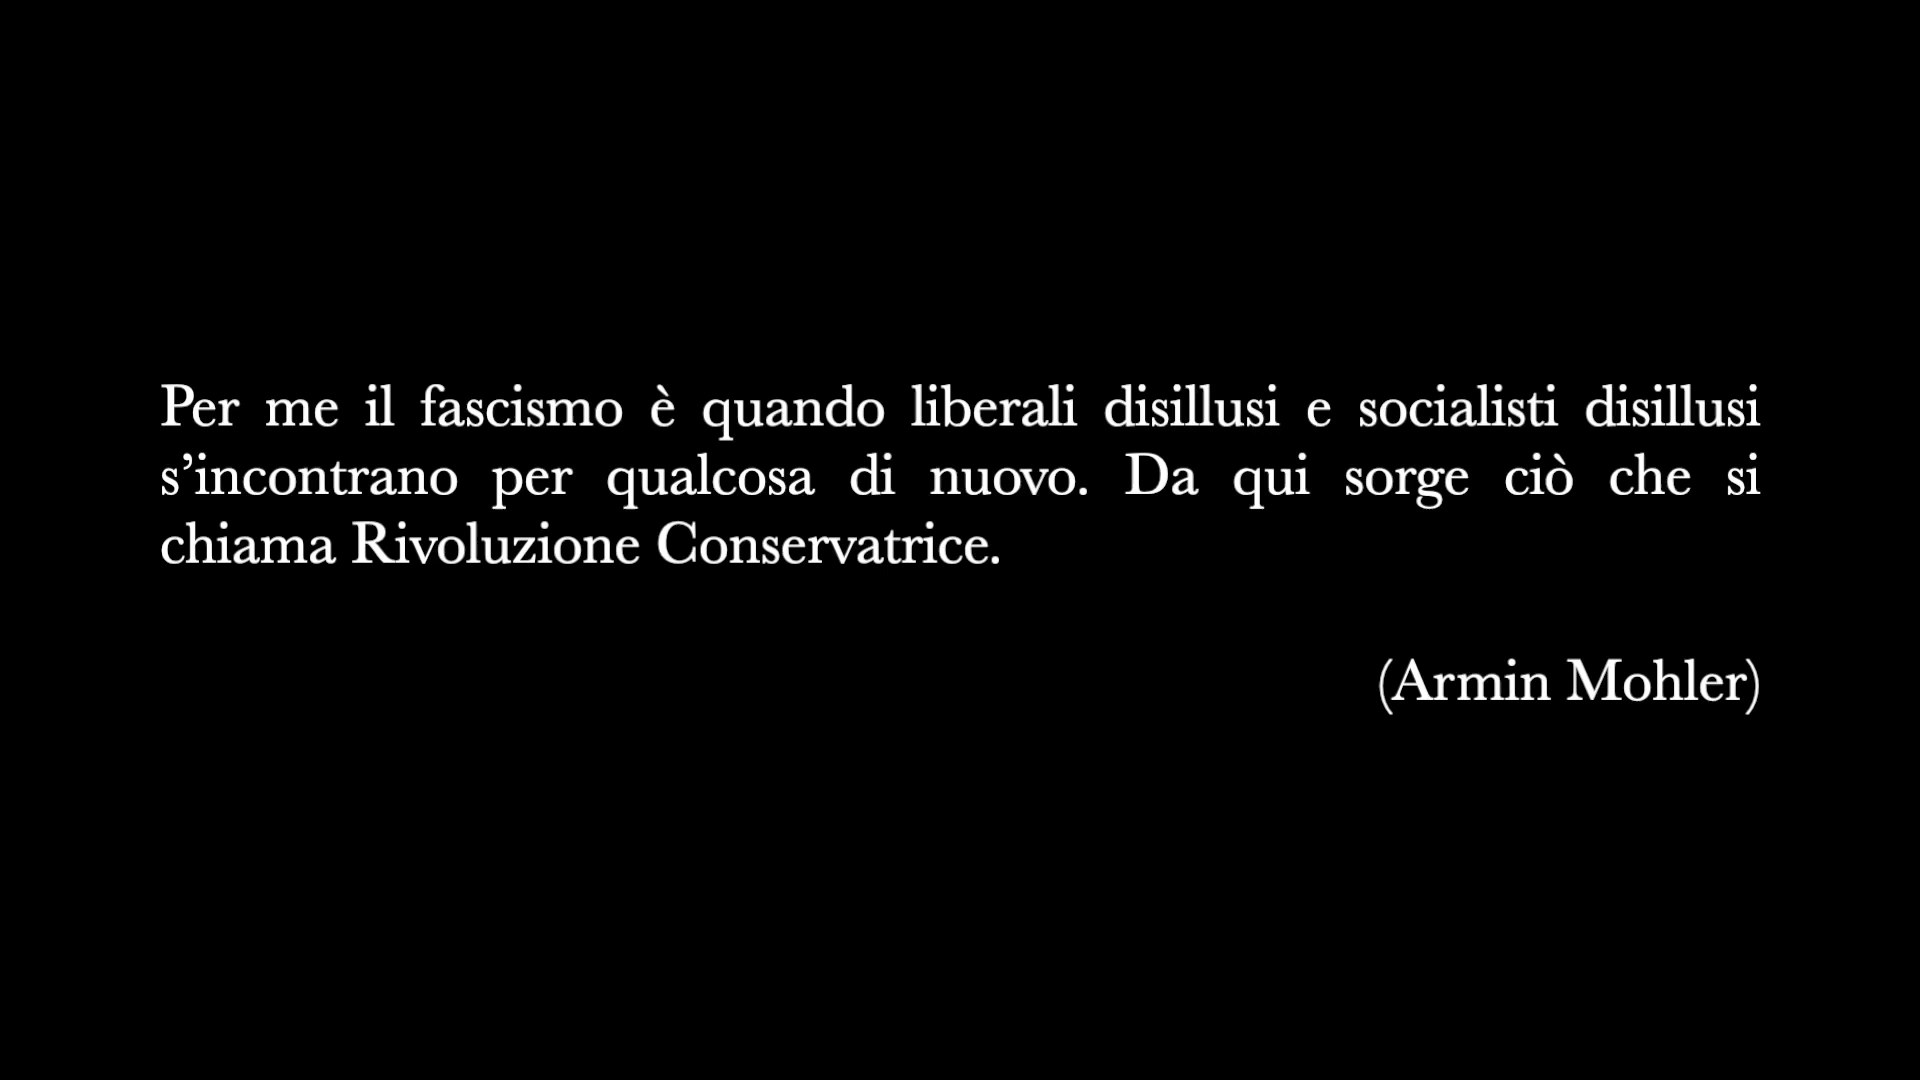 Per me il fascismo è quando liberali disillusi e socialisti disillusi
s’incontrano per qualcosa di nuovo. Da qui sorge ciò che si
chiama Rivoluzione Conservatrice.
(Armin Mohler)